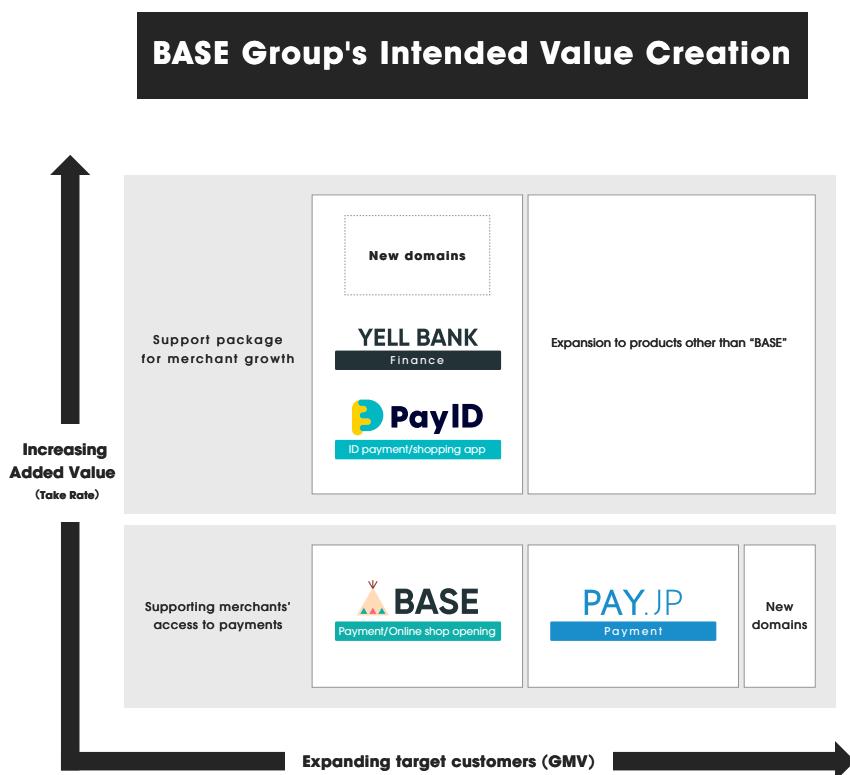 BASE Group's Intended Value Creation
New domains
Support package
for merchant growth
YELL BANK
Finance
Pay ID
ID payment/shopping app
Expansion to products other than “BASE”
Increasing
Added Value
(Take Rate)
Supporting merchants'
access to payments
BASE
Payment/Online shop opening
PAY.JP
Payment
New
domains
Expanding target customers (GMV)